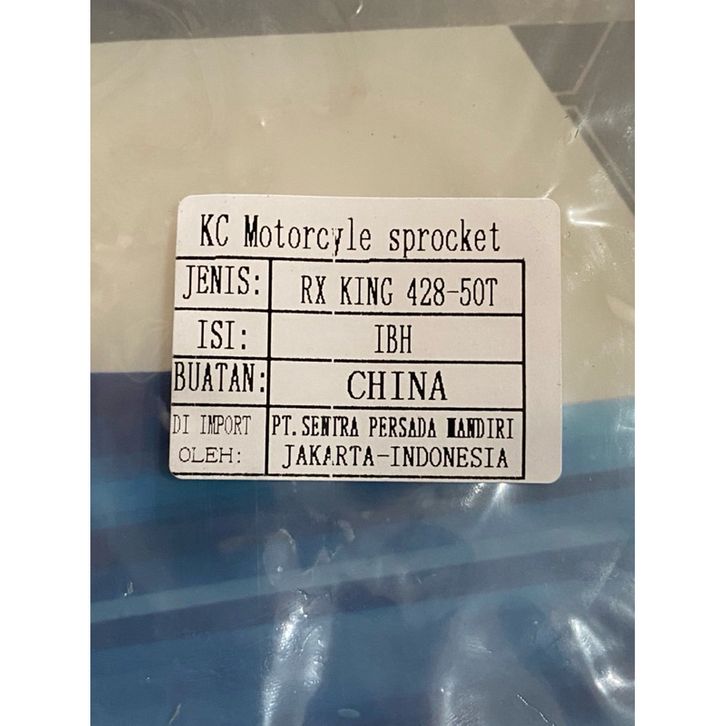 KC Motorcyle sprocket
JENIS: RX KING 428-50T
ISI: IBH
BUATAN: CHINA
DI IMPORT OLEH: PT. SENTRA PERSADA MANDIRI
JAKARTA-INDONESIA